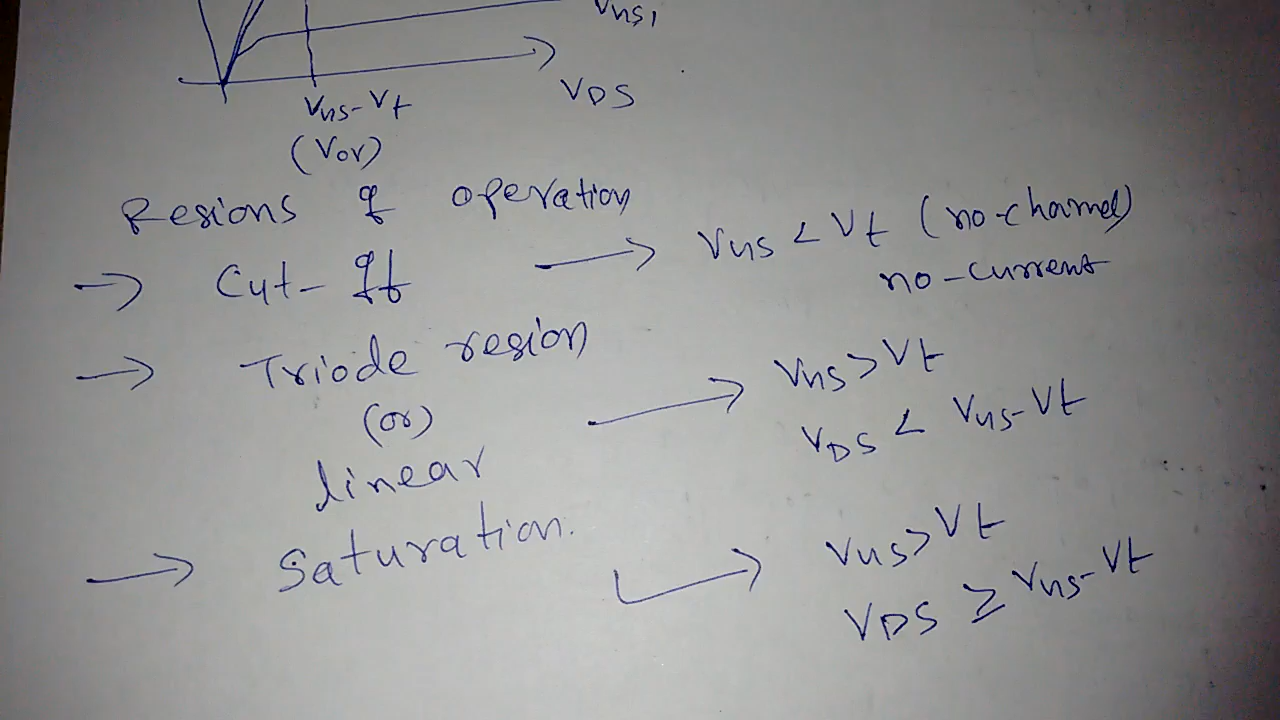 VGS1
VDS
VGS-Vt
(Vov)
Regions of operation
→ Cut-off → VGS < Vt (no-channel)
no-current
→ Triode region → VGS > Vt
(or) VDS < VGS-Vt
linear
→ Saturation. → VGS > Vt
VDS ≥ VGS-Vt